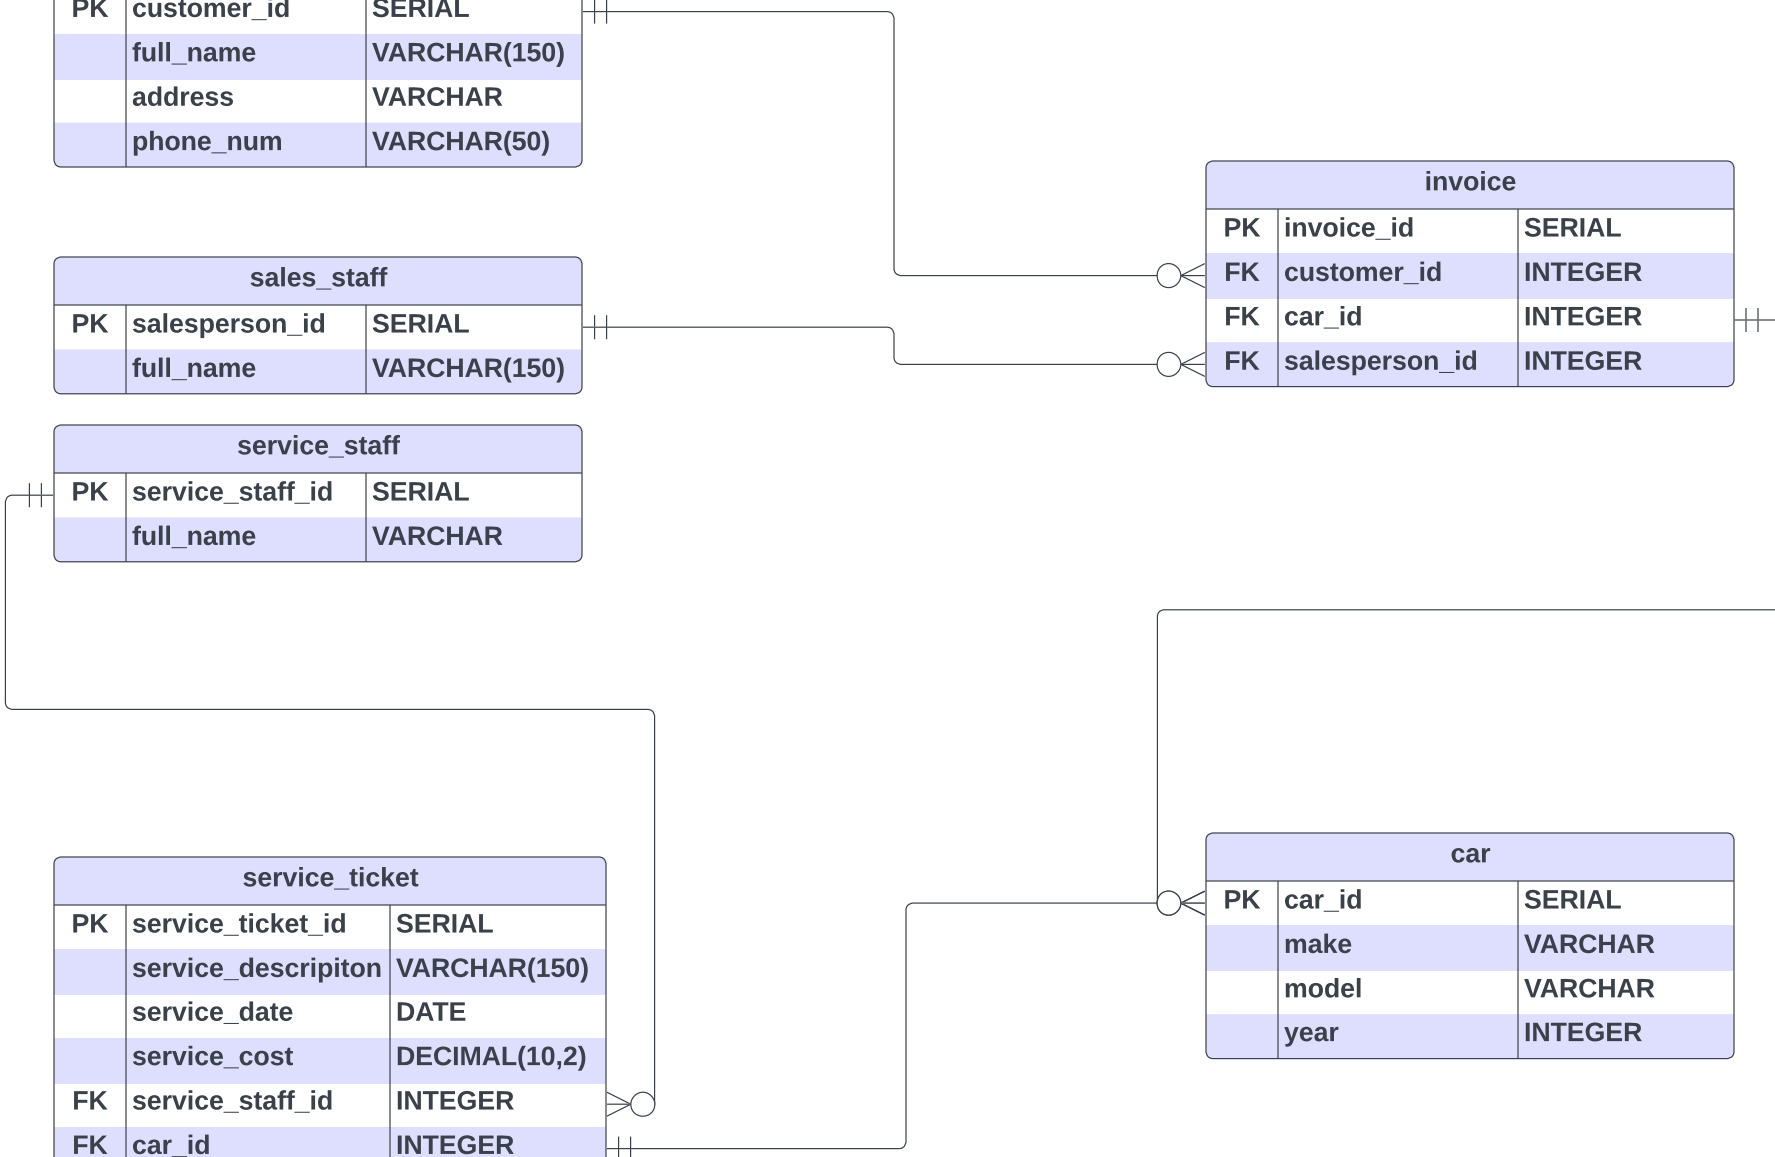 PK customer_id SERIAL
full_name VARCHAR(150)
address VARCHAR
phone_num VARCHAR(50)
sales_staff
PK salesperson_id SERIAL
full_name VARCHAR(150)
service_staff
PK service_staff_id SERIAL
full_name VARCHAR
service_ticket
PK service_ticket_id SERIAL
service_descripiton VARCHAR(150)
service_date DATE
service_cost DECIMAL(10,2)
FK service_staff_id INTEGER
FK car_id INTEGER
invoice
PK invoice_id SERIAL
FK customer_id INTEGER
FK car_id INTEGER
FK salesperson_id INTEGER
car
PK car_id SERIAL
make VARCHAR
model VARCHAR
year INTEGER